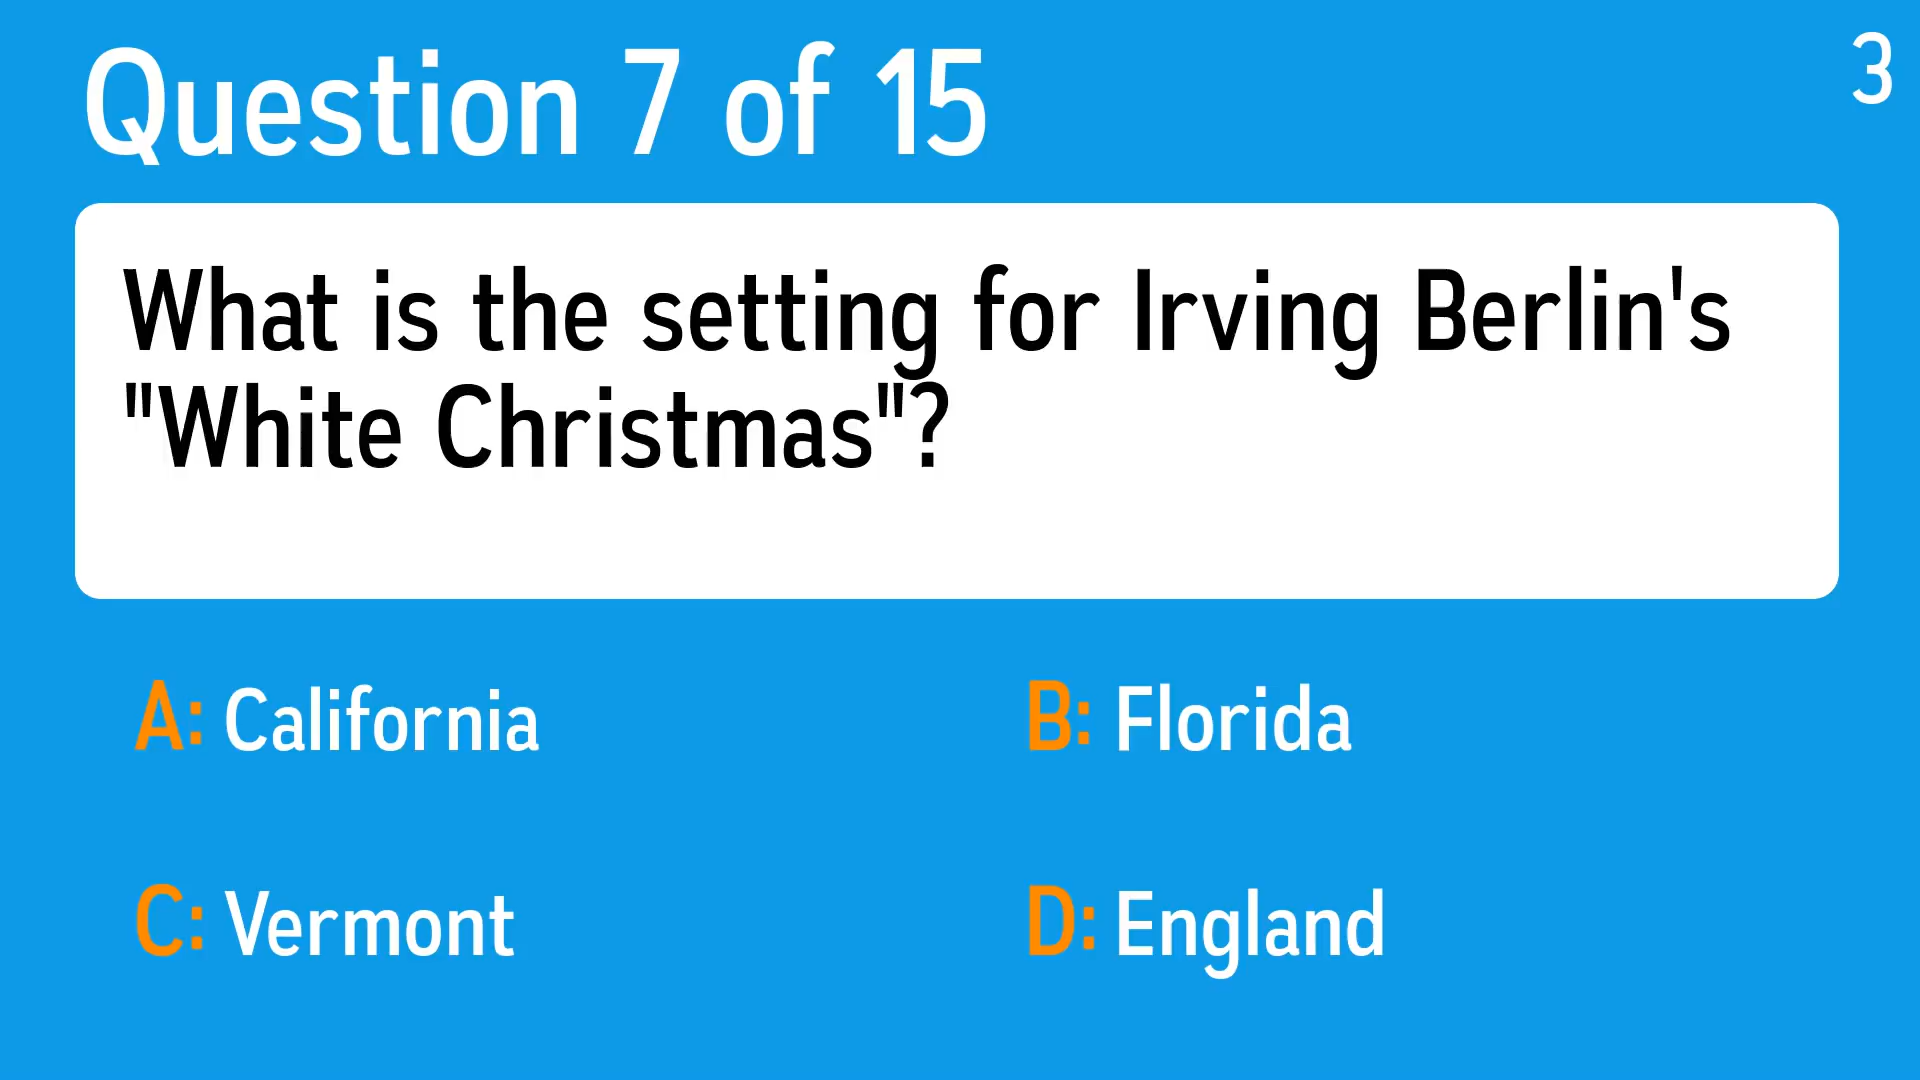 Question 7 of 15
3
What is the setting for Irving Berlin's
"White Christmas"?
A: California
B: Florida
C: Vermont
D: England